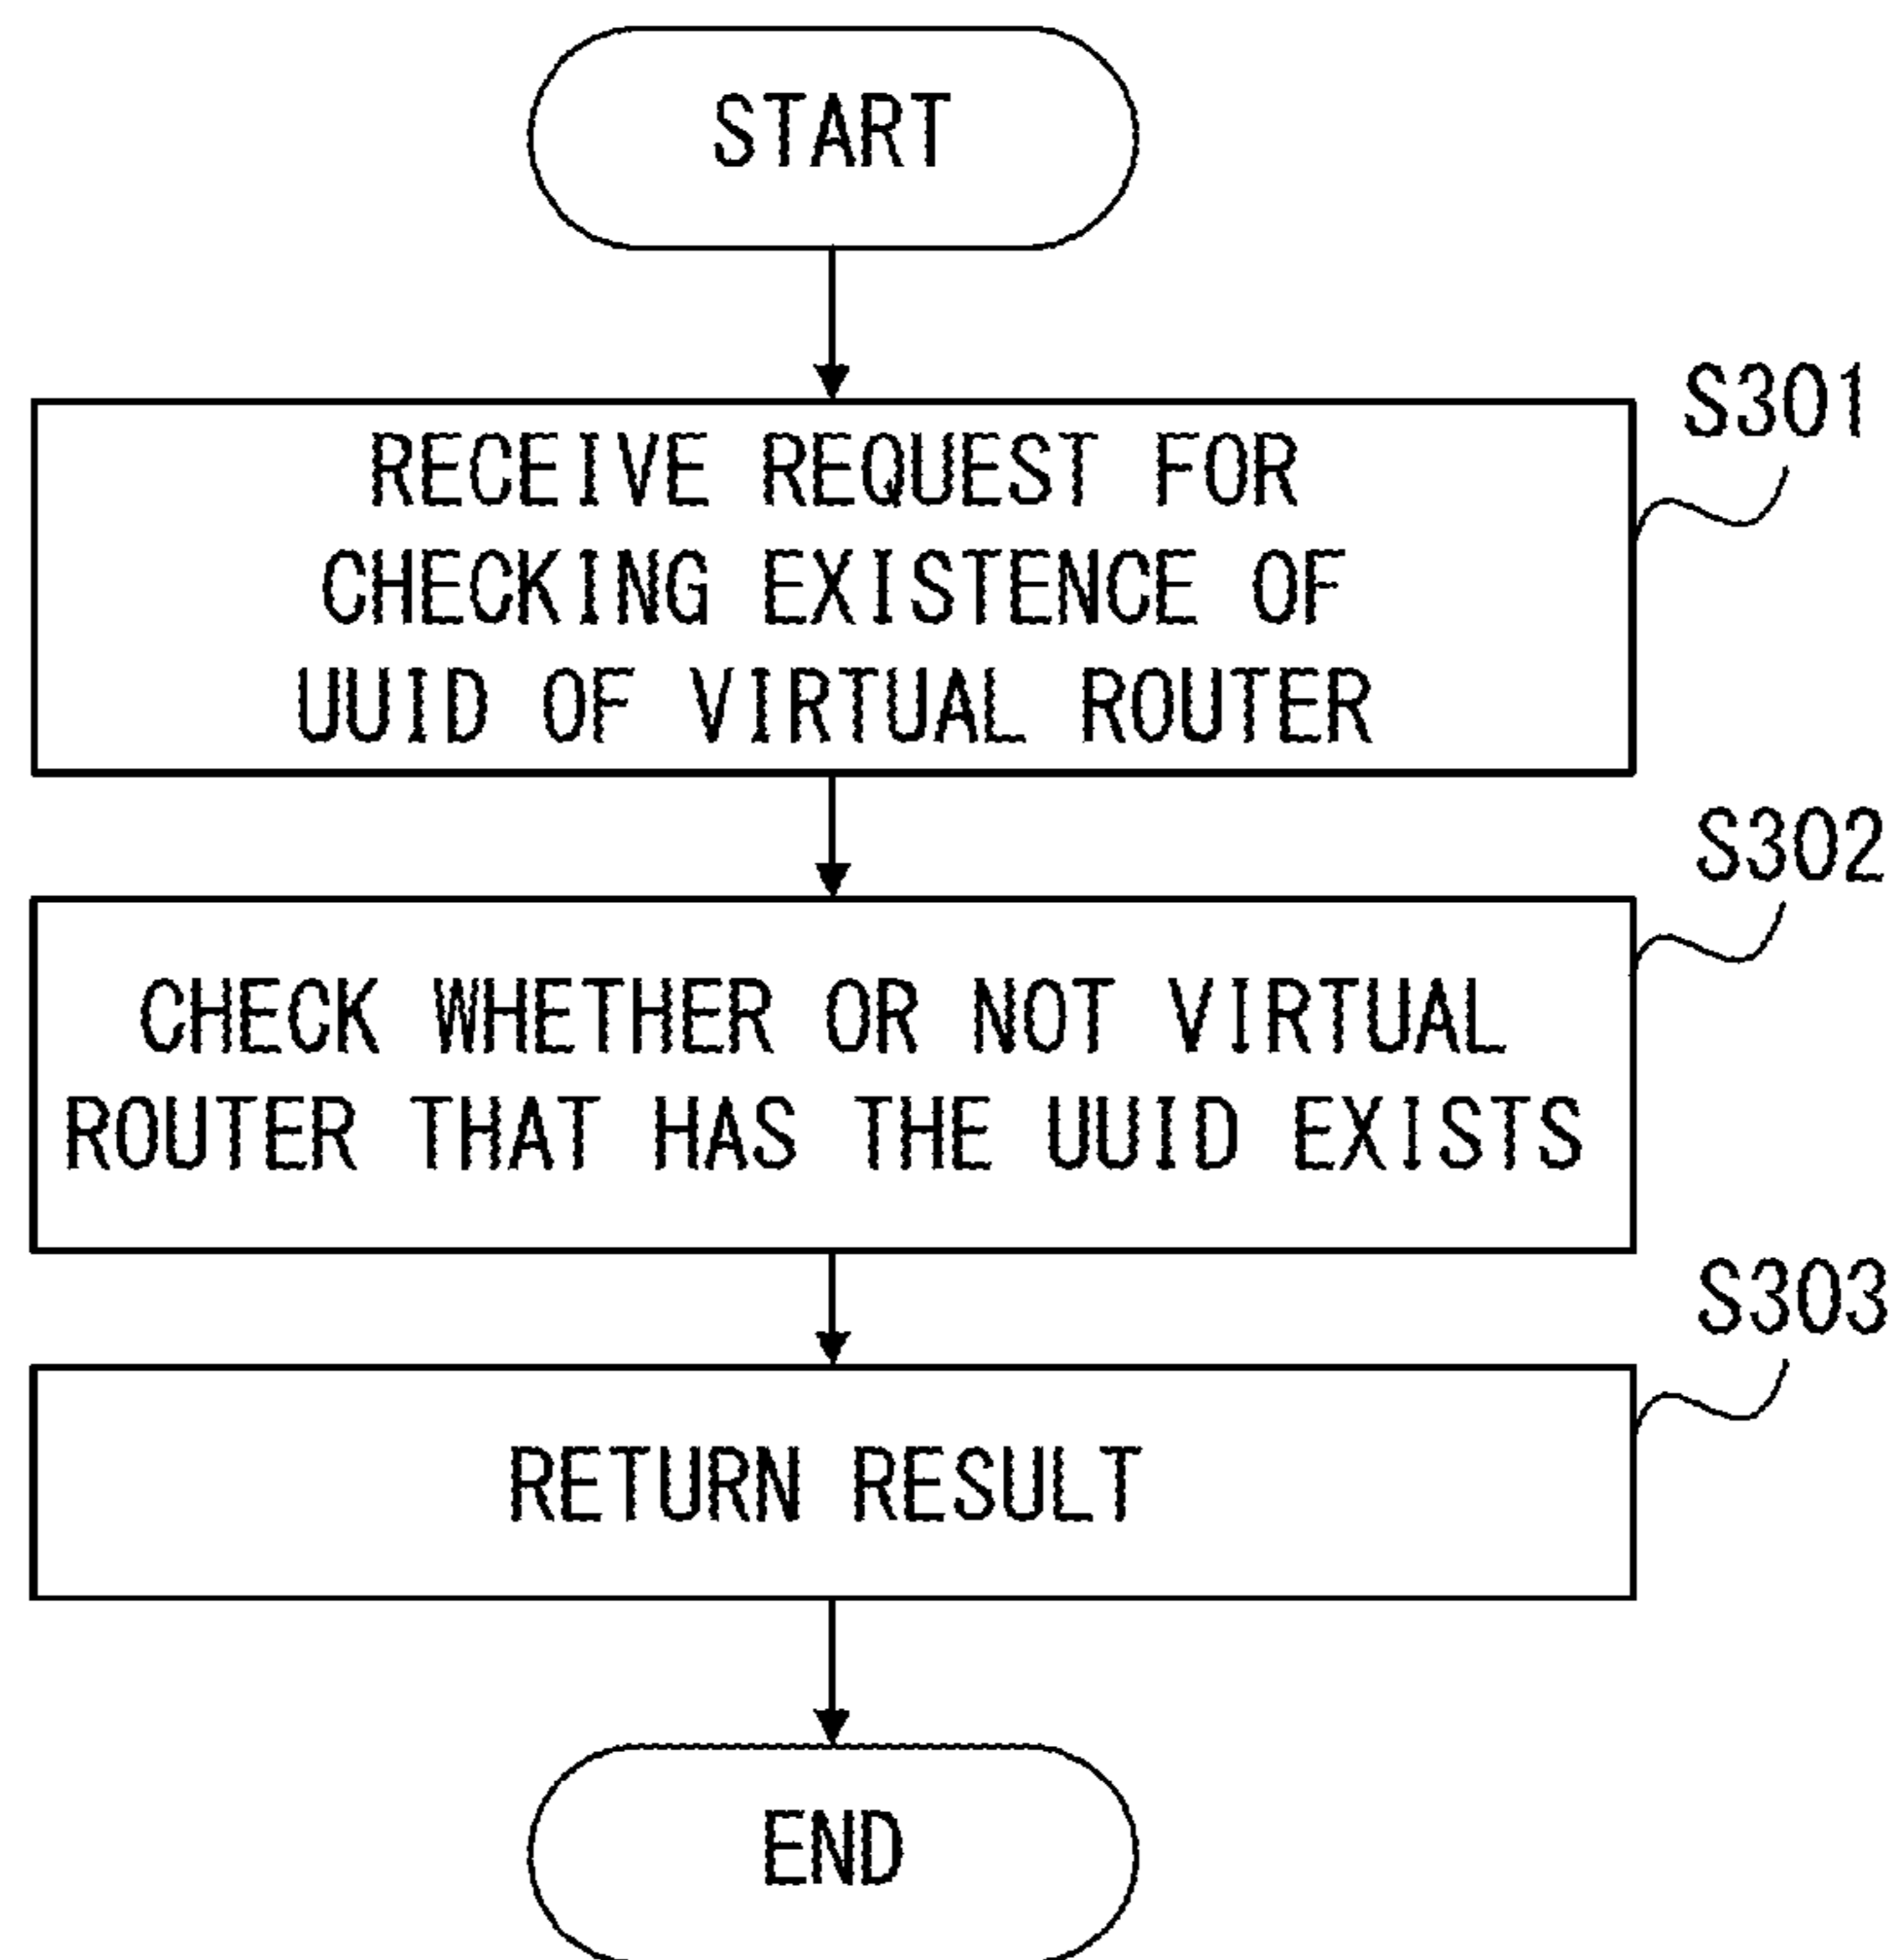 START
S301
RECEIVE REQUEST FOR
CHECKING EXISTENCE OF
UUID OF VIRTUAL ROUTER
S302
CHECK WHETHER OR NOT VIRTUAL
ROUTER THAT HAS THE UUID EXISTS
S303
RETURN RESULT
END